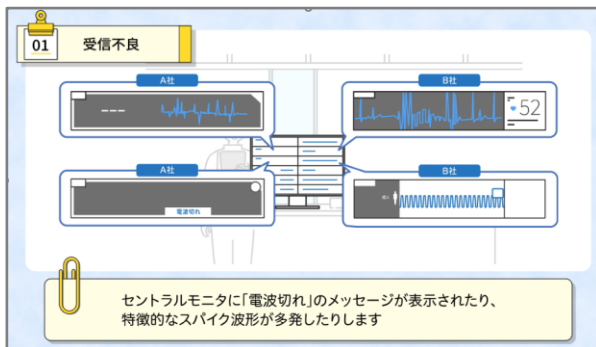 01 受信不良
A社
B社
---
52
A社
B社
電波切れ
セントラルモニタに「電波切れ」のメッセージが表示されたり、
特徴的なスパイク波形が多発したりします